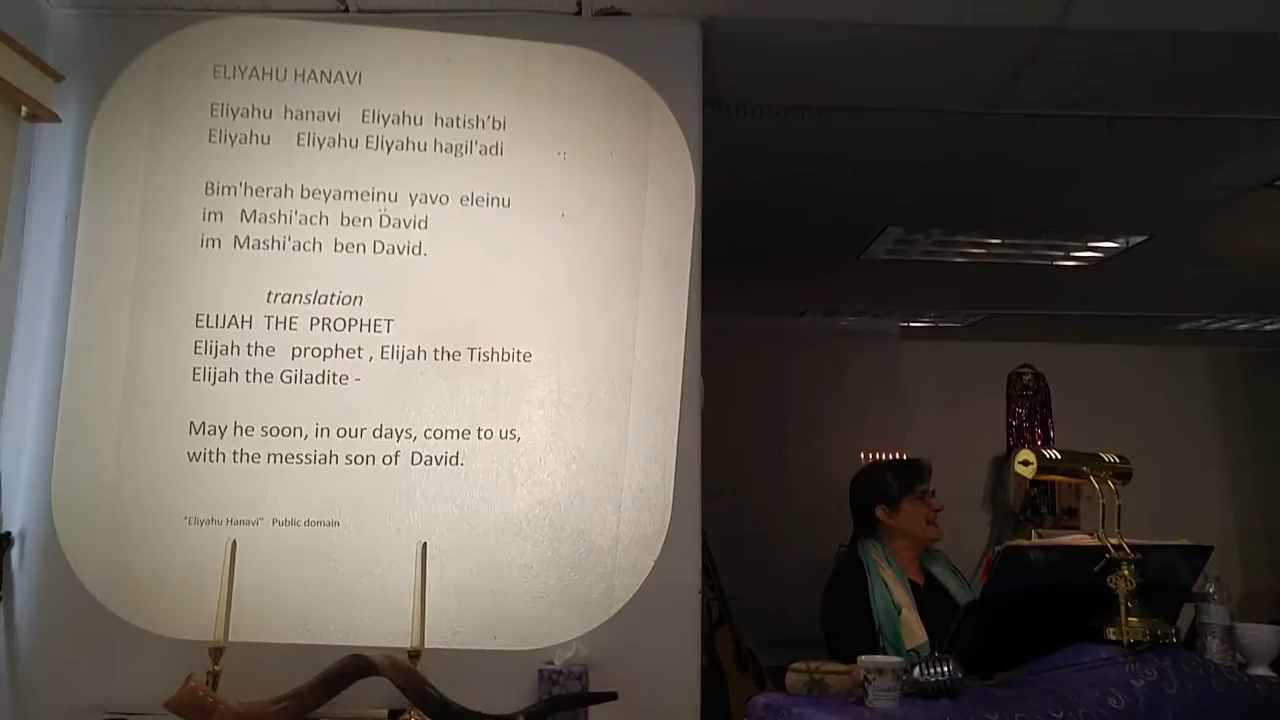 ELIYAHU HANAVI
Eliyahu hanavi Eliyahu hatish'bi
Eliyahu Eliyahu Eliyahu hagil'adi
Bim'herah beyameinu yavo eleinu
im Mashi'ach ben David
im Mashi'ach ben David.
translation
ELIJAH THE PROPHET
Elijah the prophet , Elijah the Tishbite
Elijah the Giladite -
May he soon, in our days, come to us,
with the messiah son of David.
"Eliyahu Hanavi" Public domain